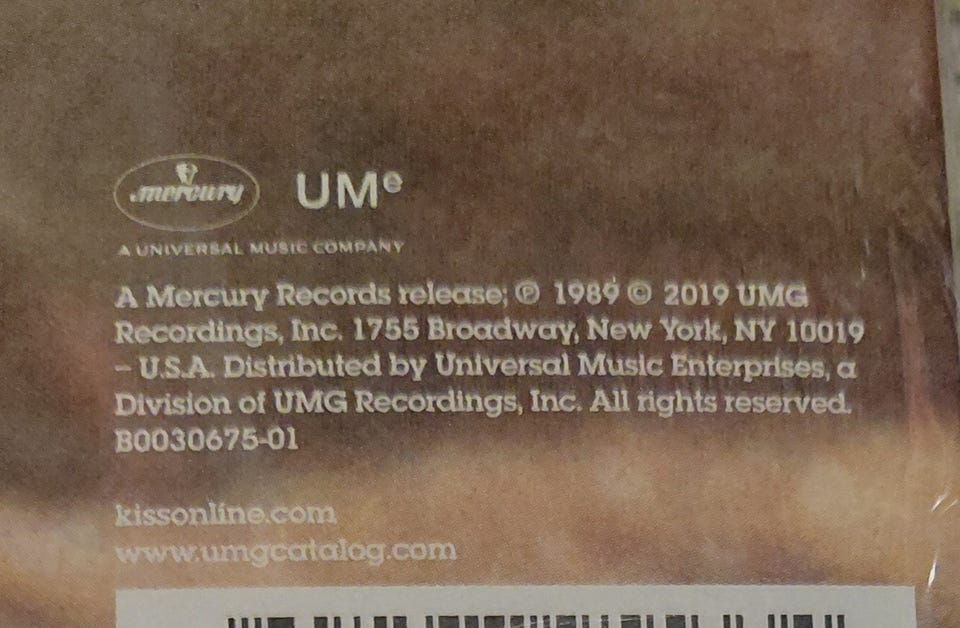 mercury UMe
A UNIVERSAL MUSIC COMPANY
A Mercury Records release; ℗ 1989 © 2019 UMG
Recordings, Inc. 1755 Broadway, New York, NY 10019
– U.S.A. Distributed by Universal Music Enterprises, a
Division of UMG Recordings, Inc. All rights reserved.
B0030675-01
kissonline.com
www.umgcatalog.com